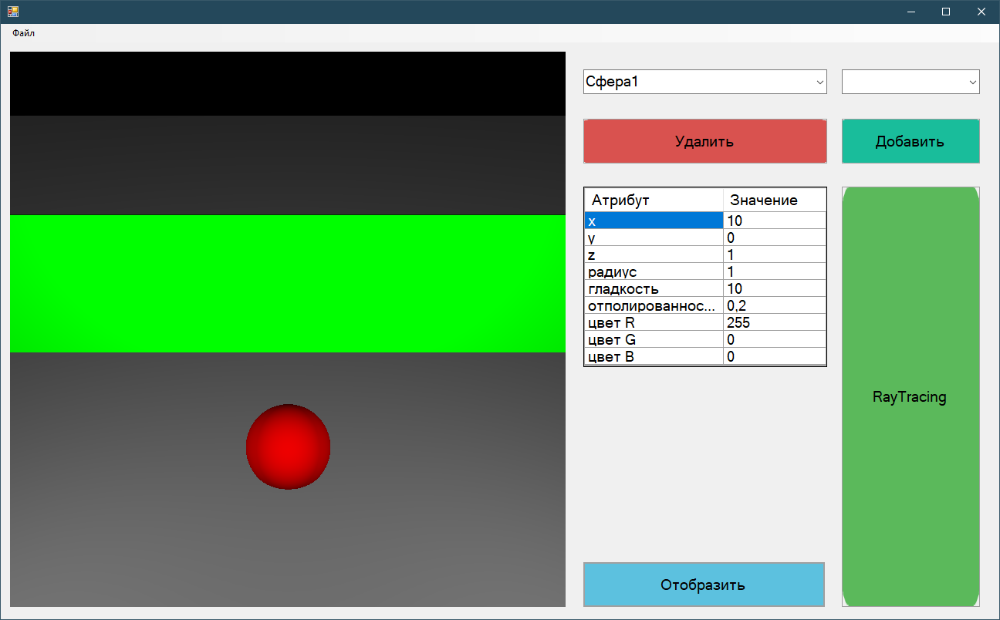 Файл
Сфера1
Удалить
Добавить
Атрибут Значение
x 10
y 0
z 1
радиус 1
гладкость 10
отполированнос... 0,2
цвет R 255
цвет G 0
цвет B 0
RayTracing
Отобразить